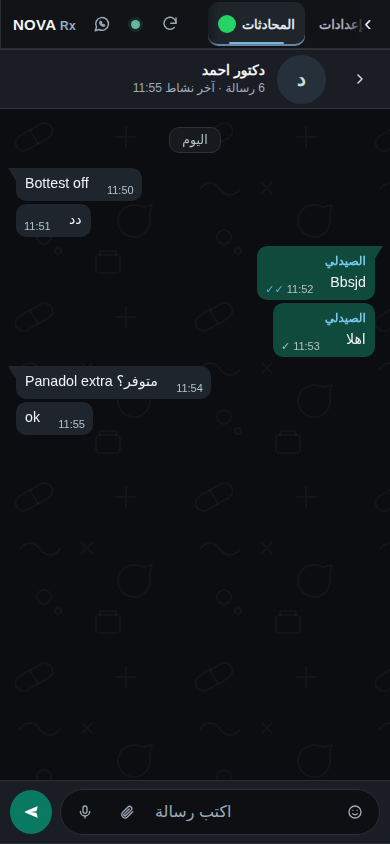 NOVA Rx
المحادثات
إعدادات
دكتور احمد
6 رسالة · آخر نشاط 11:55
اليوم
Bottest off 11:50
دد 11:51
الصيدلي
Bbsjd 11:52 ✓✓
الصيدلي
اهلا 11:53 ✓
Panadol extra متوفر؟ 11:54
ok 11:55
اكتب رسالة
د